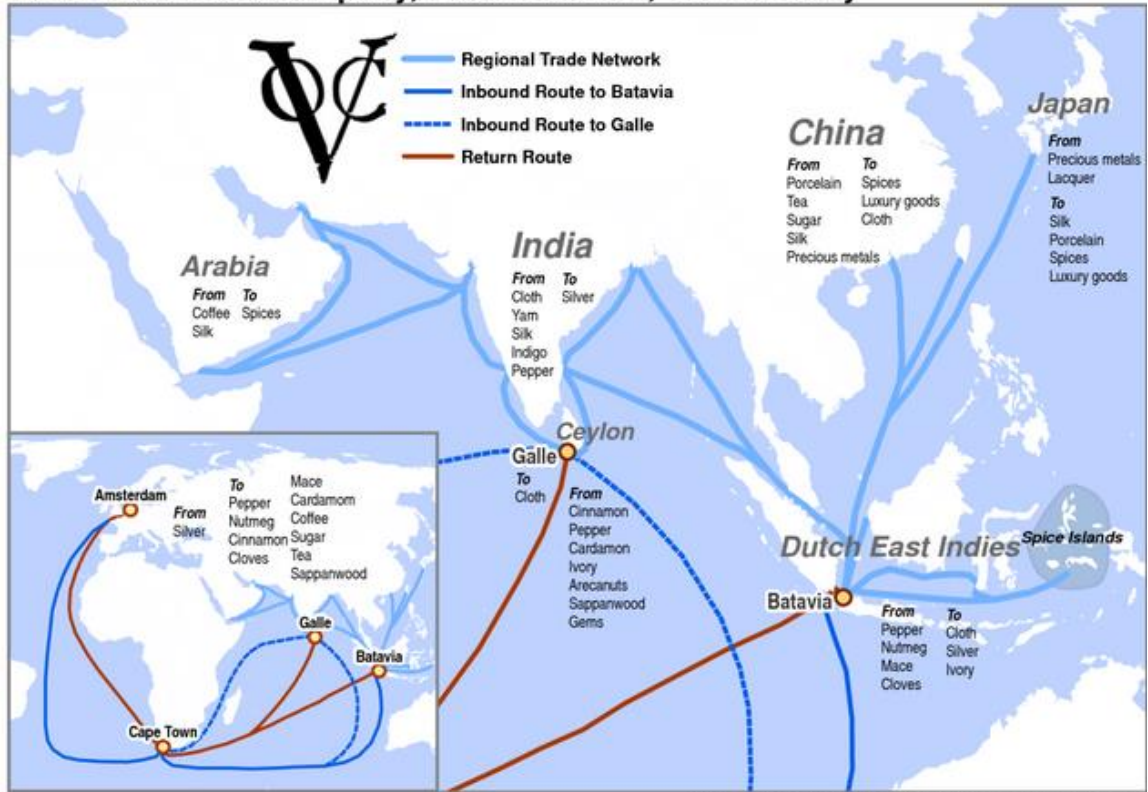 VOC
Regional Trade Network
Inbound Route to Batavia
Inbound Route to Galle
Return Route
Arabia
From To
Coffee Spices
Silk
India
From To
Cloth Silver
Yarn
Silk
Indigo
Pepper
China
From To
Porcelain Spices
Tea Luxury goods
Sugar Cloth
Silk
Precious metals
Japan
From
Precious metals
Lacquer
To
Silk
Porcelain
Spices
Luxury goods
Ceylon
Galle
To
Cloth
From
Cinnamon
Pepper
Cardamon
Ivory
Arecanuts
Sappanwood
Gems
Dutch East Indies
Spice Islands
Batavia
From To
Pepper Cloth
Nutmeg Silver
Mace Ivory
Cloves
Amsterdam
From
Silver
To
Pepper
Nutmeg
Cinnamon
Cloves
Mace
Cardamom
Coffee
Sugar
Tea
Sappanwood
Galle
Batavia
Cape Town